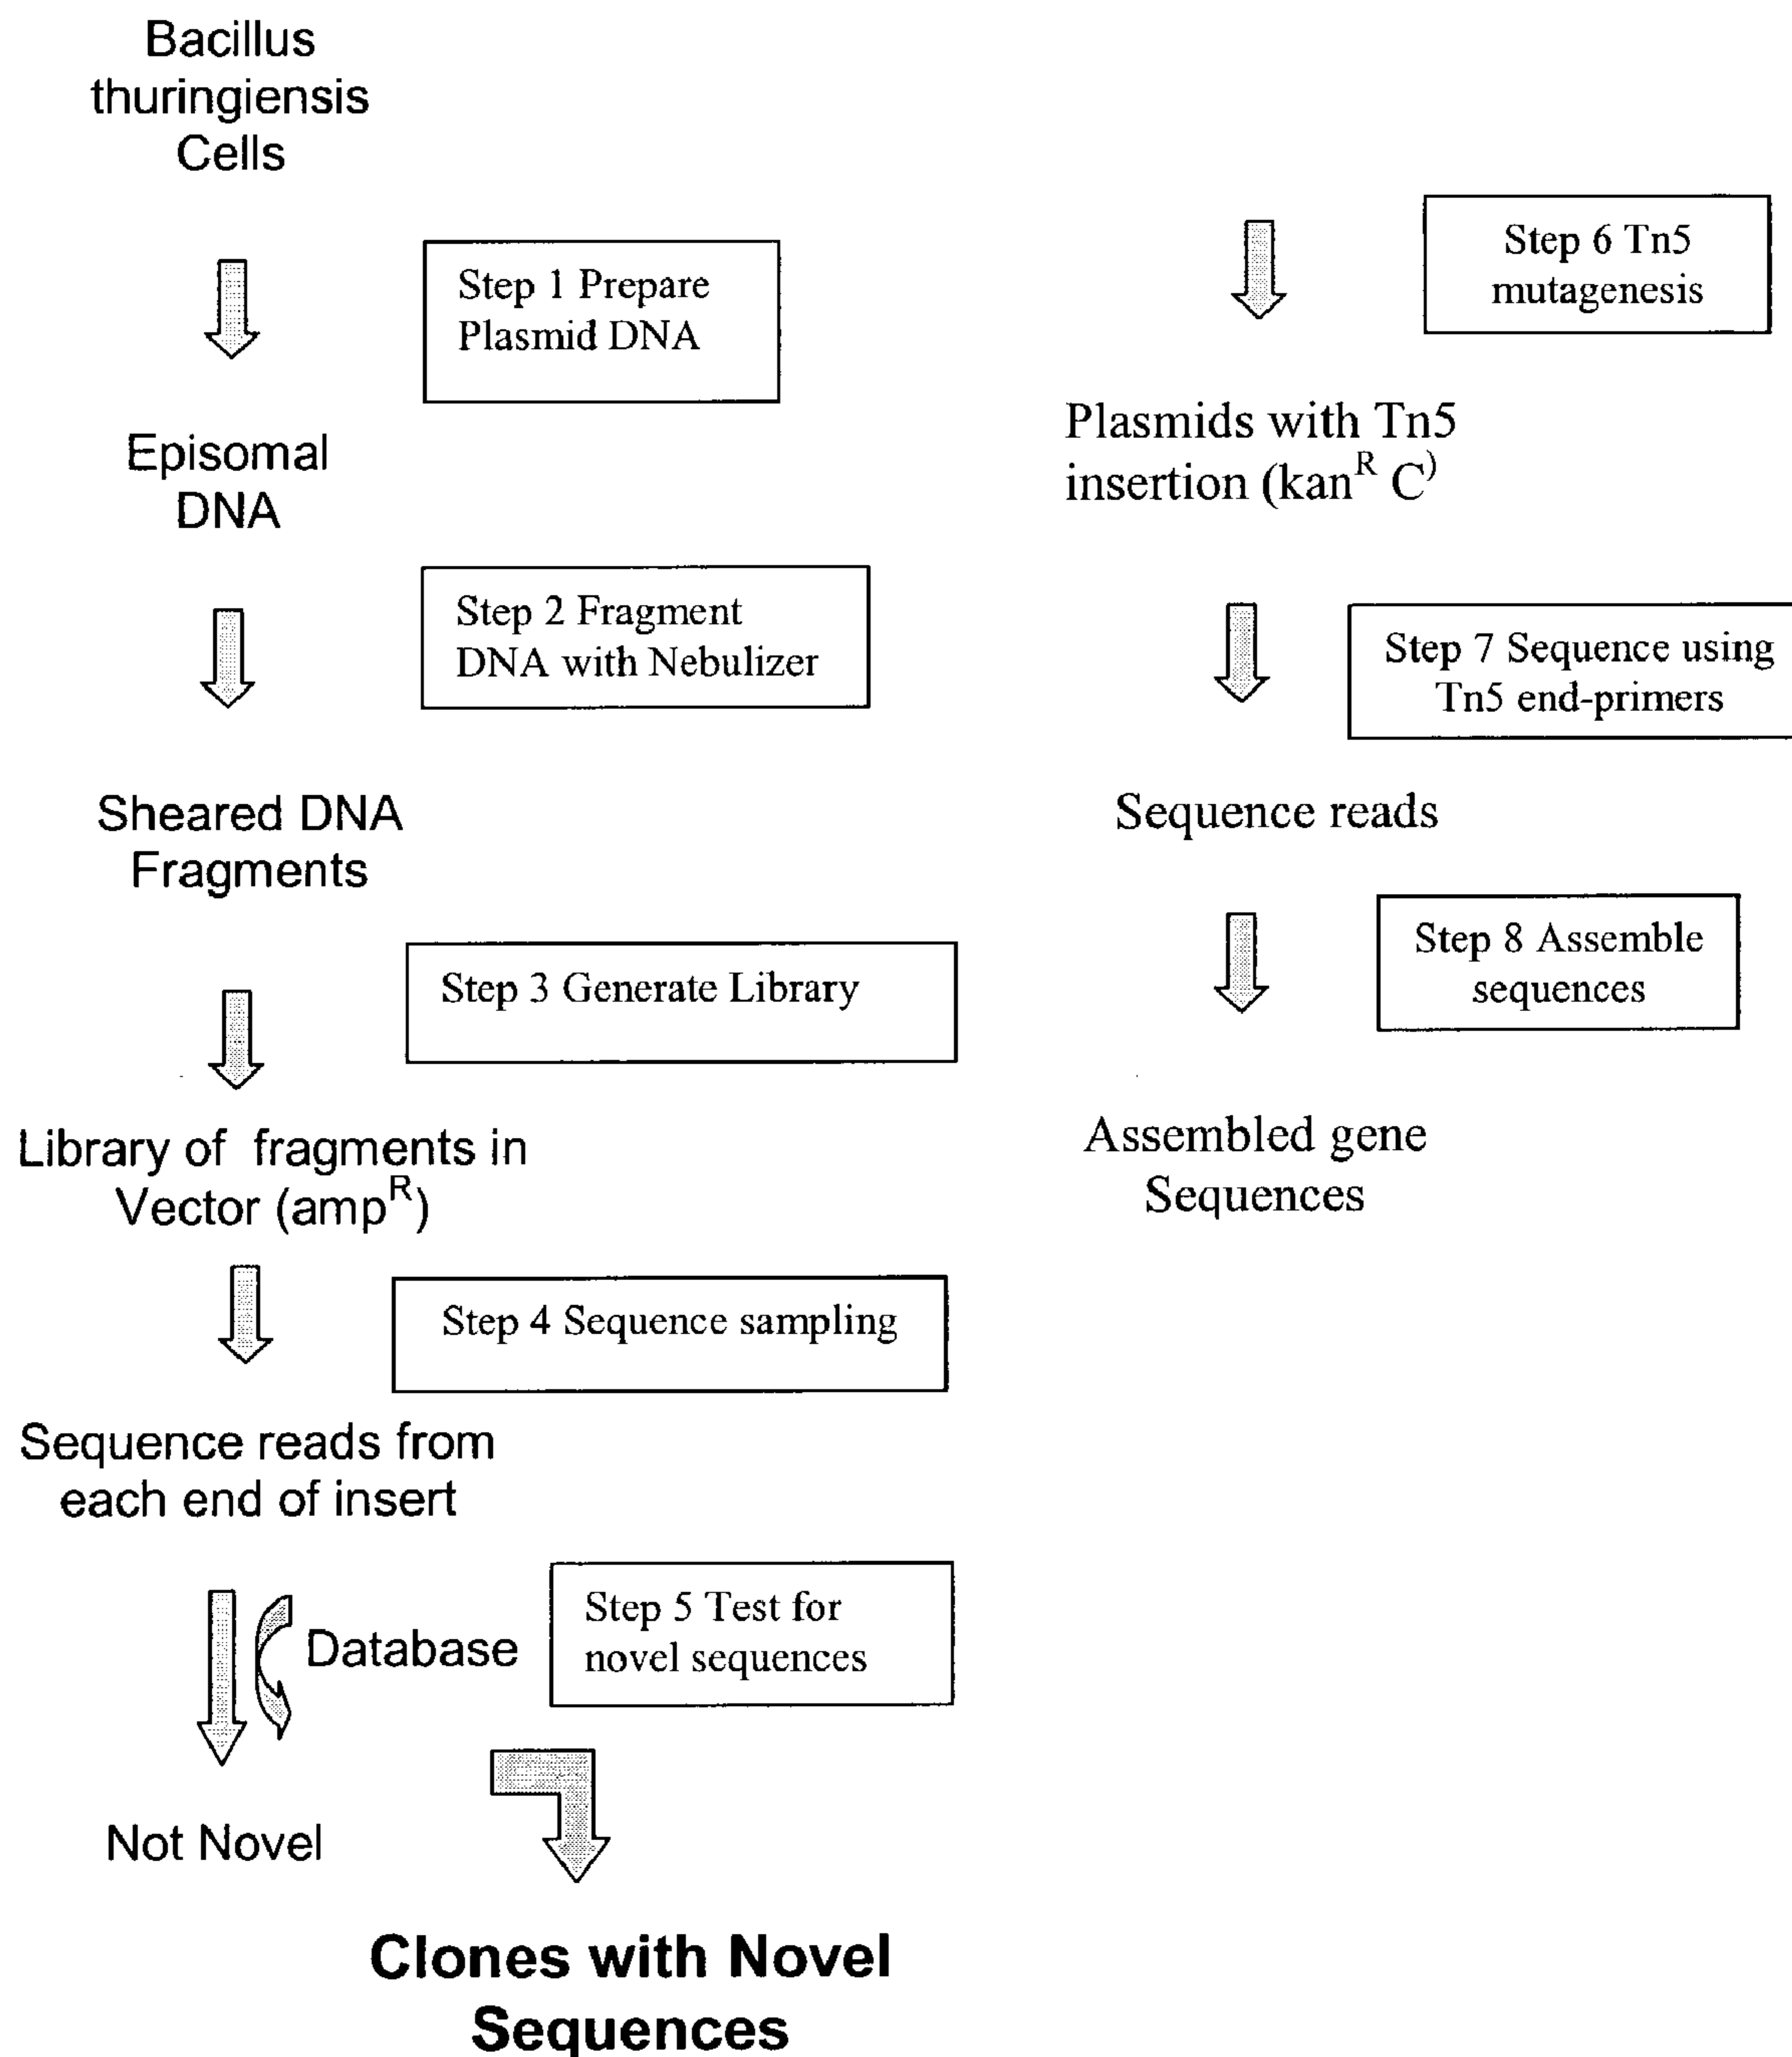 Bacillus
thuringiensis
Cells
Step 1 Prepare
Plasmid DNA
Episomal
DNA
Step 2 Fragment
DNA with Nebulizer
Sheared DNA
Fragments
Step 3 Generate Library
Library of fragments in
Vector (amp^R)
Step 4 Sequence sampling
Sequence reads from
each end of insert
Database
Step 5 Test for
novel sequences
Not Novel
Clones with Novel
Sequences
Step 6 Tn5
mutagenesis
Plasmids with Tn5
insertion (kan^R C^)
Step 7 Sequence using
Tn5 end-primers
Sequence reads
Step 8 Assemble
sequences
Assembled gene
Sequences